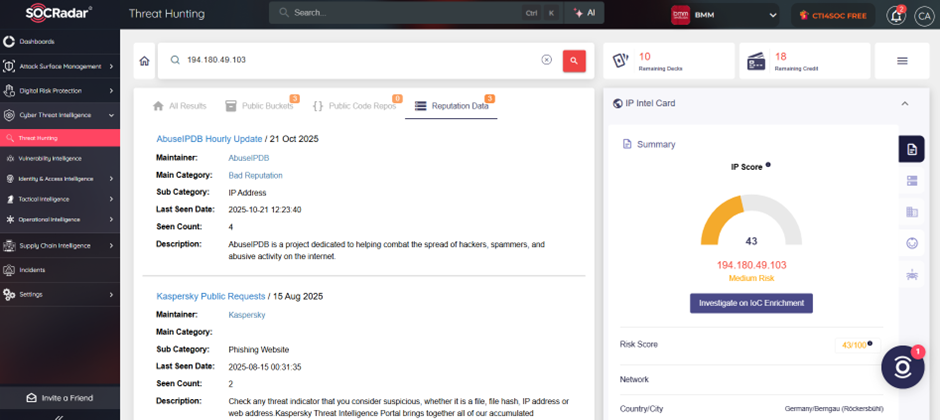 SOCRadar
Threat Hunting
Search...
Ctrl K
AI
bmm BMM
CTI4SOC FREE
2
CA
Dashboards
Attack Surface Management
Digital Risk Protection
Cyber Threat Intelligence
Threat Hunting
Vulnerability Intelligence
Identity & Access Intelligence
Tactical Intelligence
Operational Intelligence
Supply Chain Intelligence
Incidents
Settings
Invite a Friend
194.180.49.103
10
Remaining Decks
18
Remaining Credit
All Results
Public Buckets 3
Public Code Repos 0
Reputation Data 3
AbuseIPDB Hourly Update / 21 Oct 2025
Maintainer: AbuseIPDB
Main Category: Bad Reputation
Sub Category: IP Address
Last Seen Date: 2025-10-21 12:23:40
Seen Count: 4
Description: AbuseIPDB is a project dedicated to helping combat the spread of hackers, spammers, and
abusive activity on the internet.
Kaspersky Public Requests / 15 Aug 2025
Maintainer: Kaspersky
Main Category:
Sub Category: Phishing Website
Last Seen Date: 2025-08-15 00:31:35
Seen Count: 2
Description: Check any threat indicator that you consider suspicious, whether it is a file, file hash, IP address or
web address.Kaspersky Threat Intelligence Portal brings together all of our accumulated
IP Intel Card
Summary
IP Score
43
194.180.49.103
Medium Risk
Investigate on IoC Enrichment
Risk Score 43/100
Network
Country/City Germany/Berngau (Röckersbühl)
1